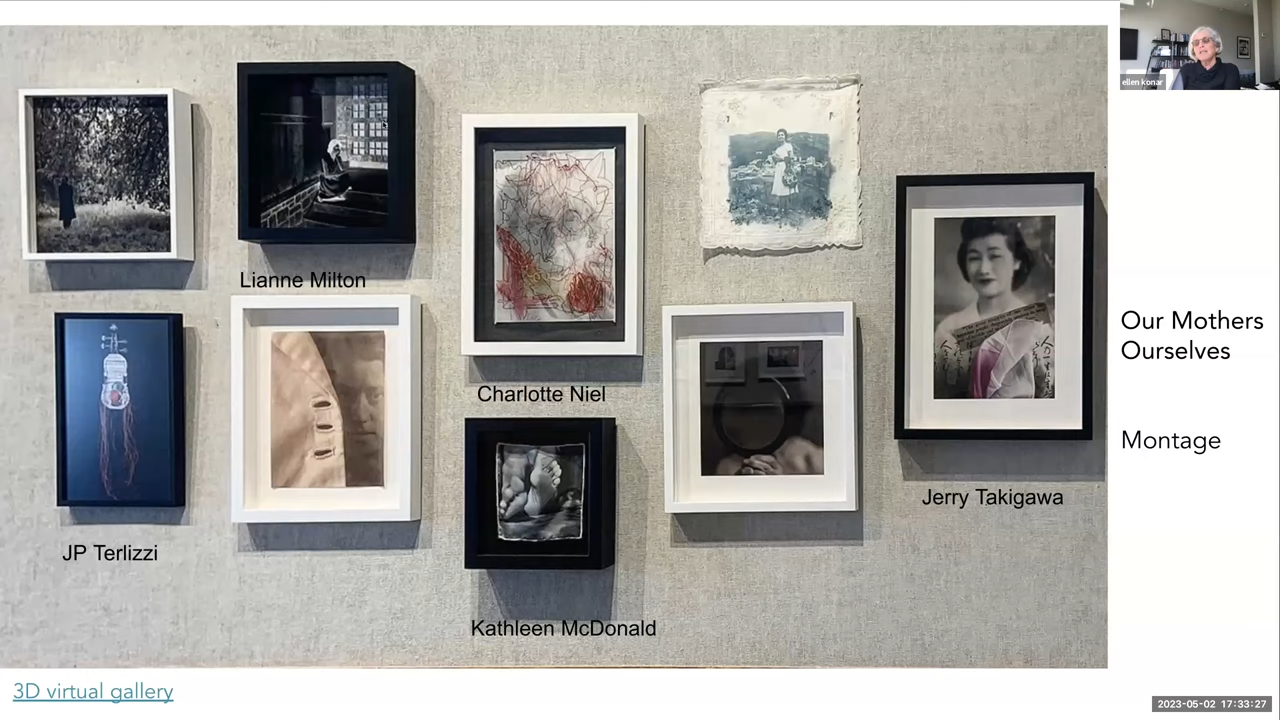 ellen konar
Lianne Milton
Our Mothers
Ourselves
Charlotte Niel
Montage
Jerry Takigawa
JP Terlizzi
Kathleen McDonald
3D virtual gallery
2023-05-02 17:33:27